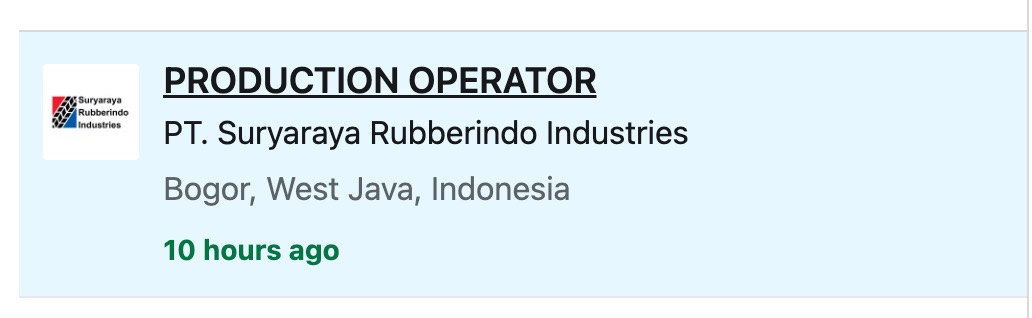 Suryaraya
Rubberindo
Industries
PRODUCTION OPERATOR
PT. Suryaraya Rubberindo Industries
Bogor, West Java, Indonesia
10 hours ago